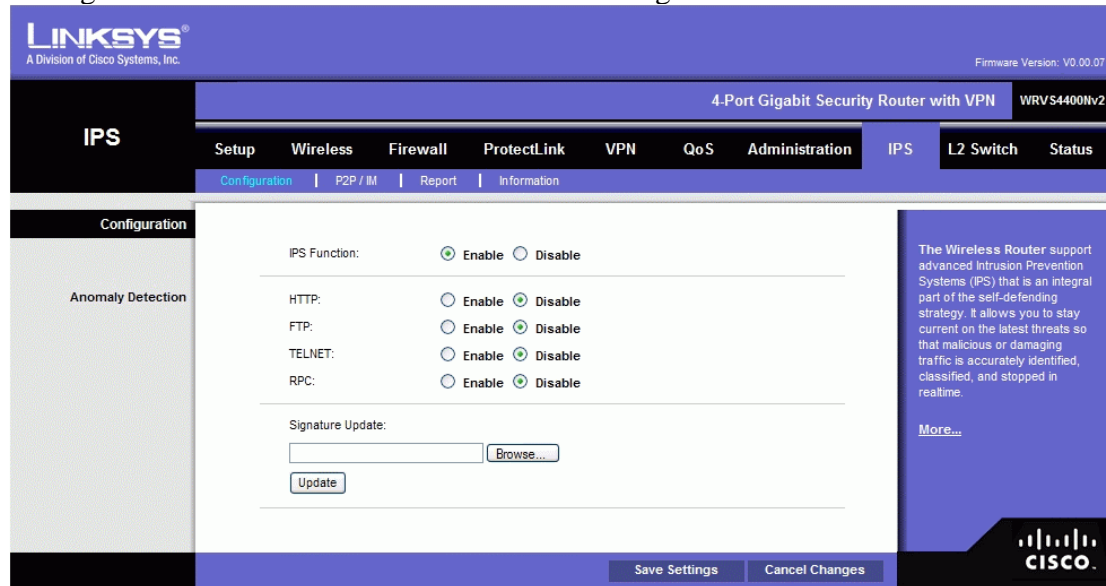 LINKSYS®
A Division of Cisco Systems, Inc.
Firmware Version: V0.00.07
4-Port Gigabit Security Router with VPN WRVS4400Nv2
IPS
Setup Wireless Firewall ProtectLink VPN QoS Administration IPS L2 Switch Status
Configuration | P2P / IM | Report | Information
Configuration
IPS Function: Enable Disable
Anomaly Detection
HTTP: Enable Disable
FTP: Enable Disable
TELNET: Enable Disable
RPC: Enable Disable
Signature Update:
Browse...
Update
The Wireless Router support
advanced Intrusion Prevention
Systems (IPS) that is an integral
part of the self-defending
strategy. It allows you to stay
current on the latest threats so
that malicious or damaging
traffic is accurately identified,
classified, and stopped in
realtime.
More...
Save Settings Cancel Changes
CISCO.